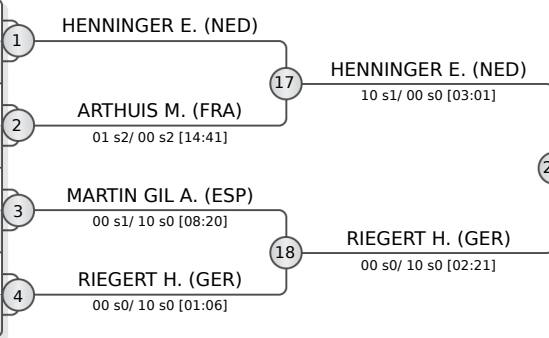 HENNINGER E. (NED)
1
17
HENNINGER E. (NED)
10 s1/ 00 s0 [03:01]
ARTHUIS M. (FRA)
2
01 s2/ 00 s2 [14:41]
MARTIN GIL A. (ESP)
3
00 s1/ 10 s0 [08:20]
18
RIEGERT H. (GER)
00 s0/ 10 s0 [02:21]
RIEGERT H. (GER)
4
00 s0/ 10 s0 [01:06]